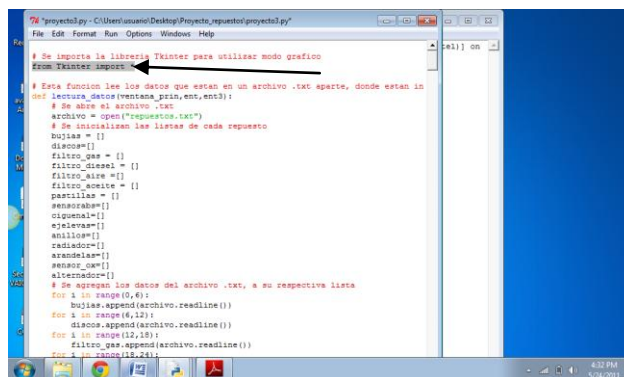 *proyecto3.py - C:\Users\usuario\Desktop\Proyecto_repuestos\proyecto3.py*
File Edit Format Run Options Windows Help
tel)] on
# Se importa la libreria Tkinter para utilizar modo grafico
from Tkinter import
# Esta funcion lee los datos que estan en un archivo .txt aparte, donde estan in
def lectura_datos(ventana_prin,ent,ent3):
# Se abre el archivo .txt
archivo = open("repuestos.txt")
# Se inicializan las listas de cada repuesto
bujias = []
discos=[]
filtro_gas = []
filtro_diesel = []
filtro_aire =[]
filtro_aceite = []
pastillas = []
sensorabs=[]
ciguenal=[]
ejelevas=[]
anillos=[]
radiador=[]
arandelas=[]
sensor_ox=[]
alternador=[]
# Se agregan los datos del archivo .txt, a su respectiva lista
for i in range(0,6):
bujias.append(archivo.readline())
for i in range(6,12):
discos.append(archivo.readline())
for i in range(12,18):
filtro_gas.append(archivo.readline())
for i in range(18,24):
4:32 PM
5/24/2011